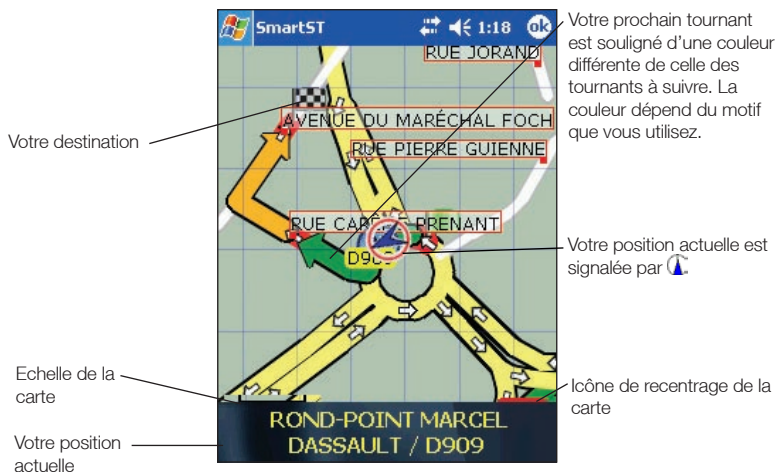 SmartST
1:18
ok
RUE JORAND
AVENUE DU MARÉCHAL FOCH
RUE PIERRE GUIENNE
RUE CARÊME PRENANT
D909
ROND-POINT MARCEL
DASSAULT / D909
Votre destination
Echelle de la
carte
Votre position
actuelle
Votre prochain tournant
est souligné d'une couleur
différente de celle des
tournants à suivre. La
couleur dépend du motif
que vous utilisez.
Votre position actuelle est
signalée par
Icône de recentrage de la
carte